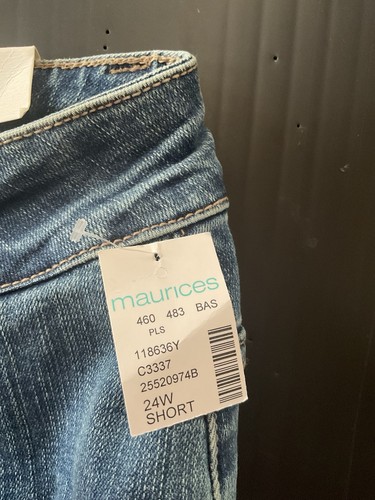 maurices
460 483 BAS
PLS
118636Y
C3337
25520974B
24W
SHORT